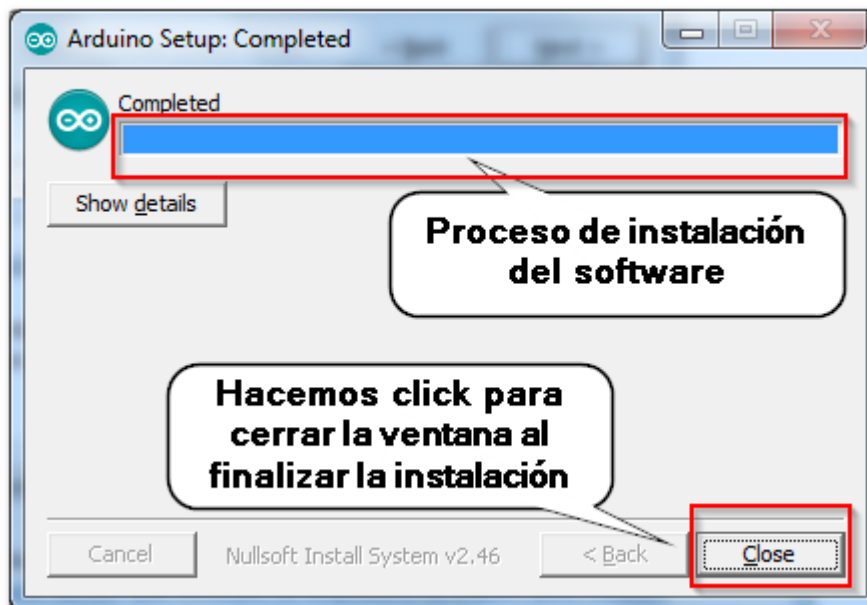 Arduino Setup: Completed
Completed
Show details
Proceso de instalación
del software
Hacemos click para
cerrar la ventana al
finalizar la instalación
Cancel
Nullsoft Install System v2.46
< Back
Close